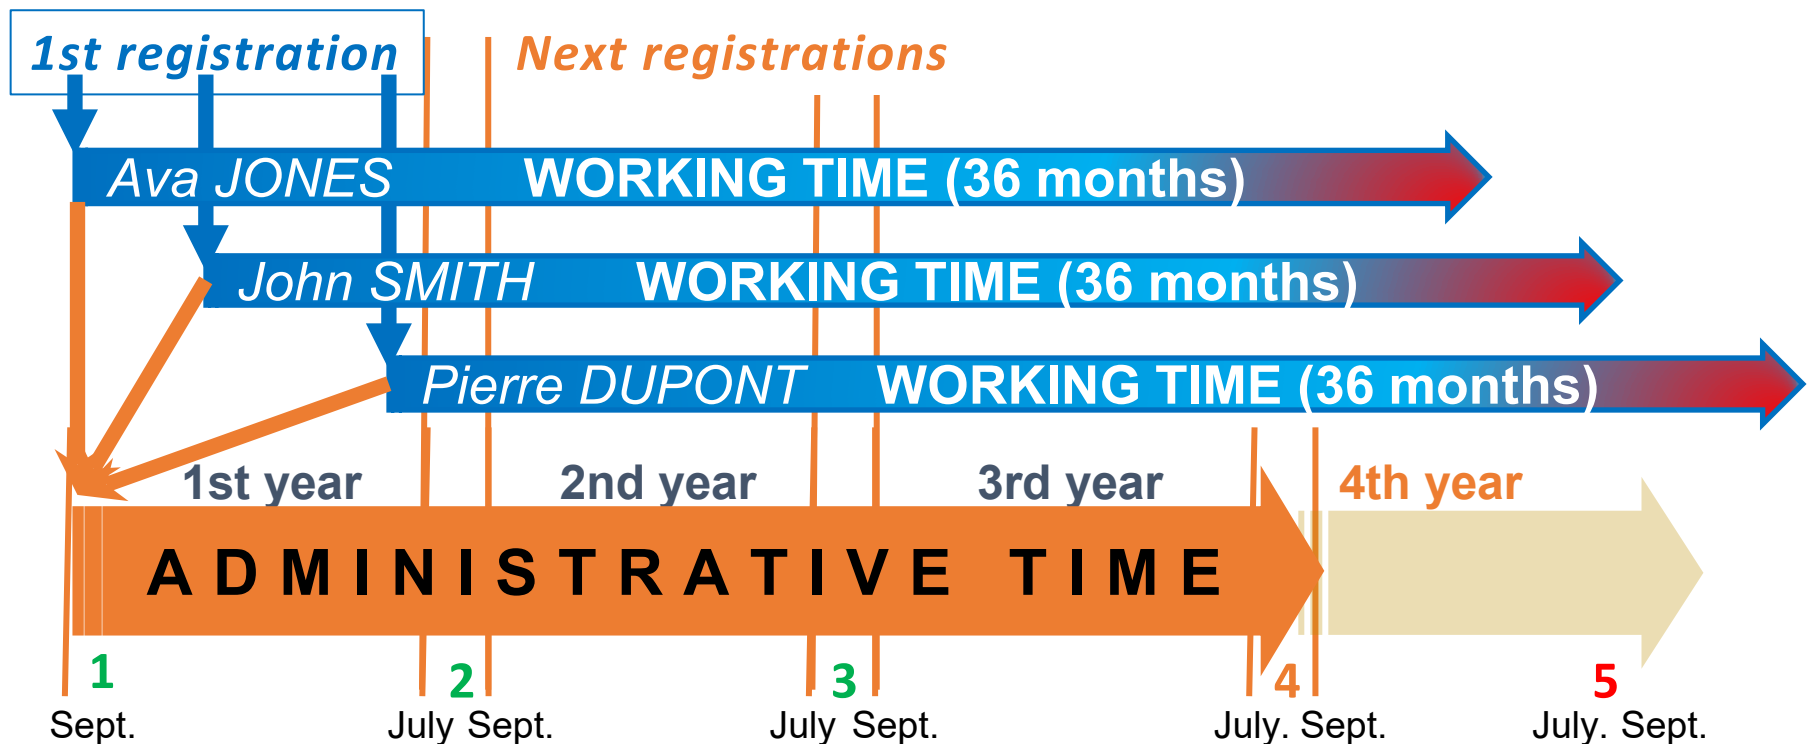 1st registration
Next registrations
Ava JONES WORKING TIME (36 months)
John SMITH WORKING TIME (36 months)
Pierre DUPONT WORKING TIME (36 months)
1st year 2nd year 3rd year 4th year
ADMINISTRATIVE TIME
1 2 3 4 5
Sept. July Sept. July Sept. July. Sept. July. Sept.